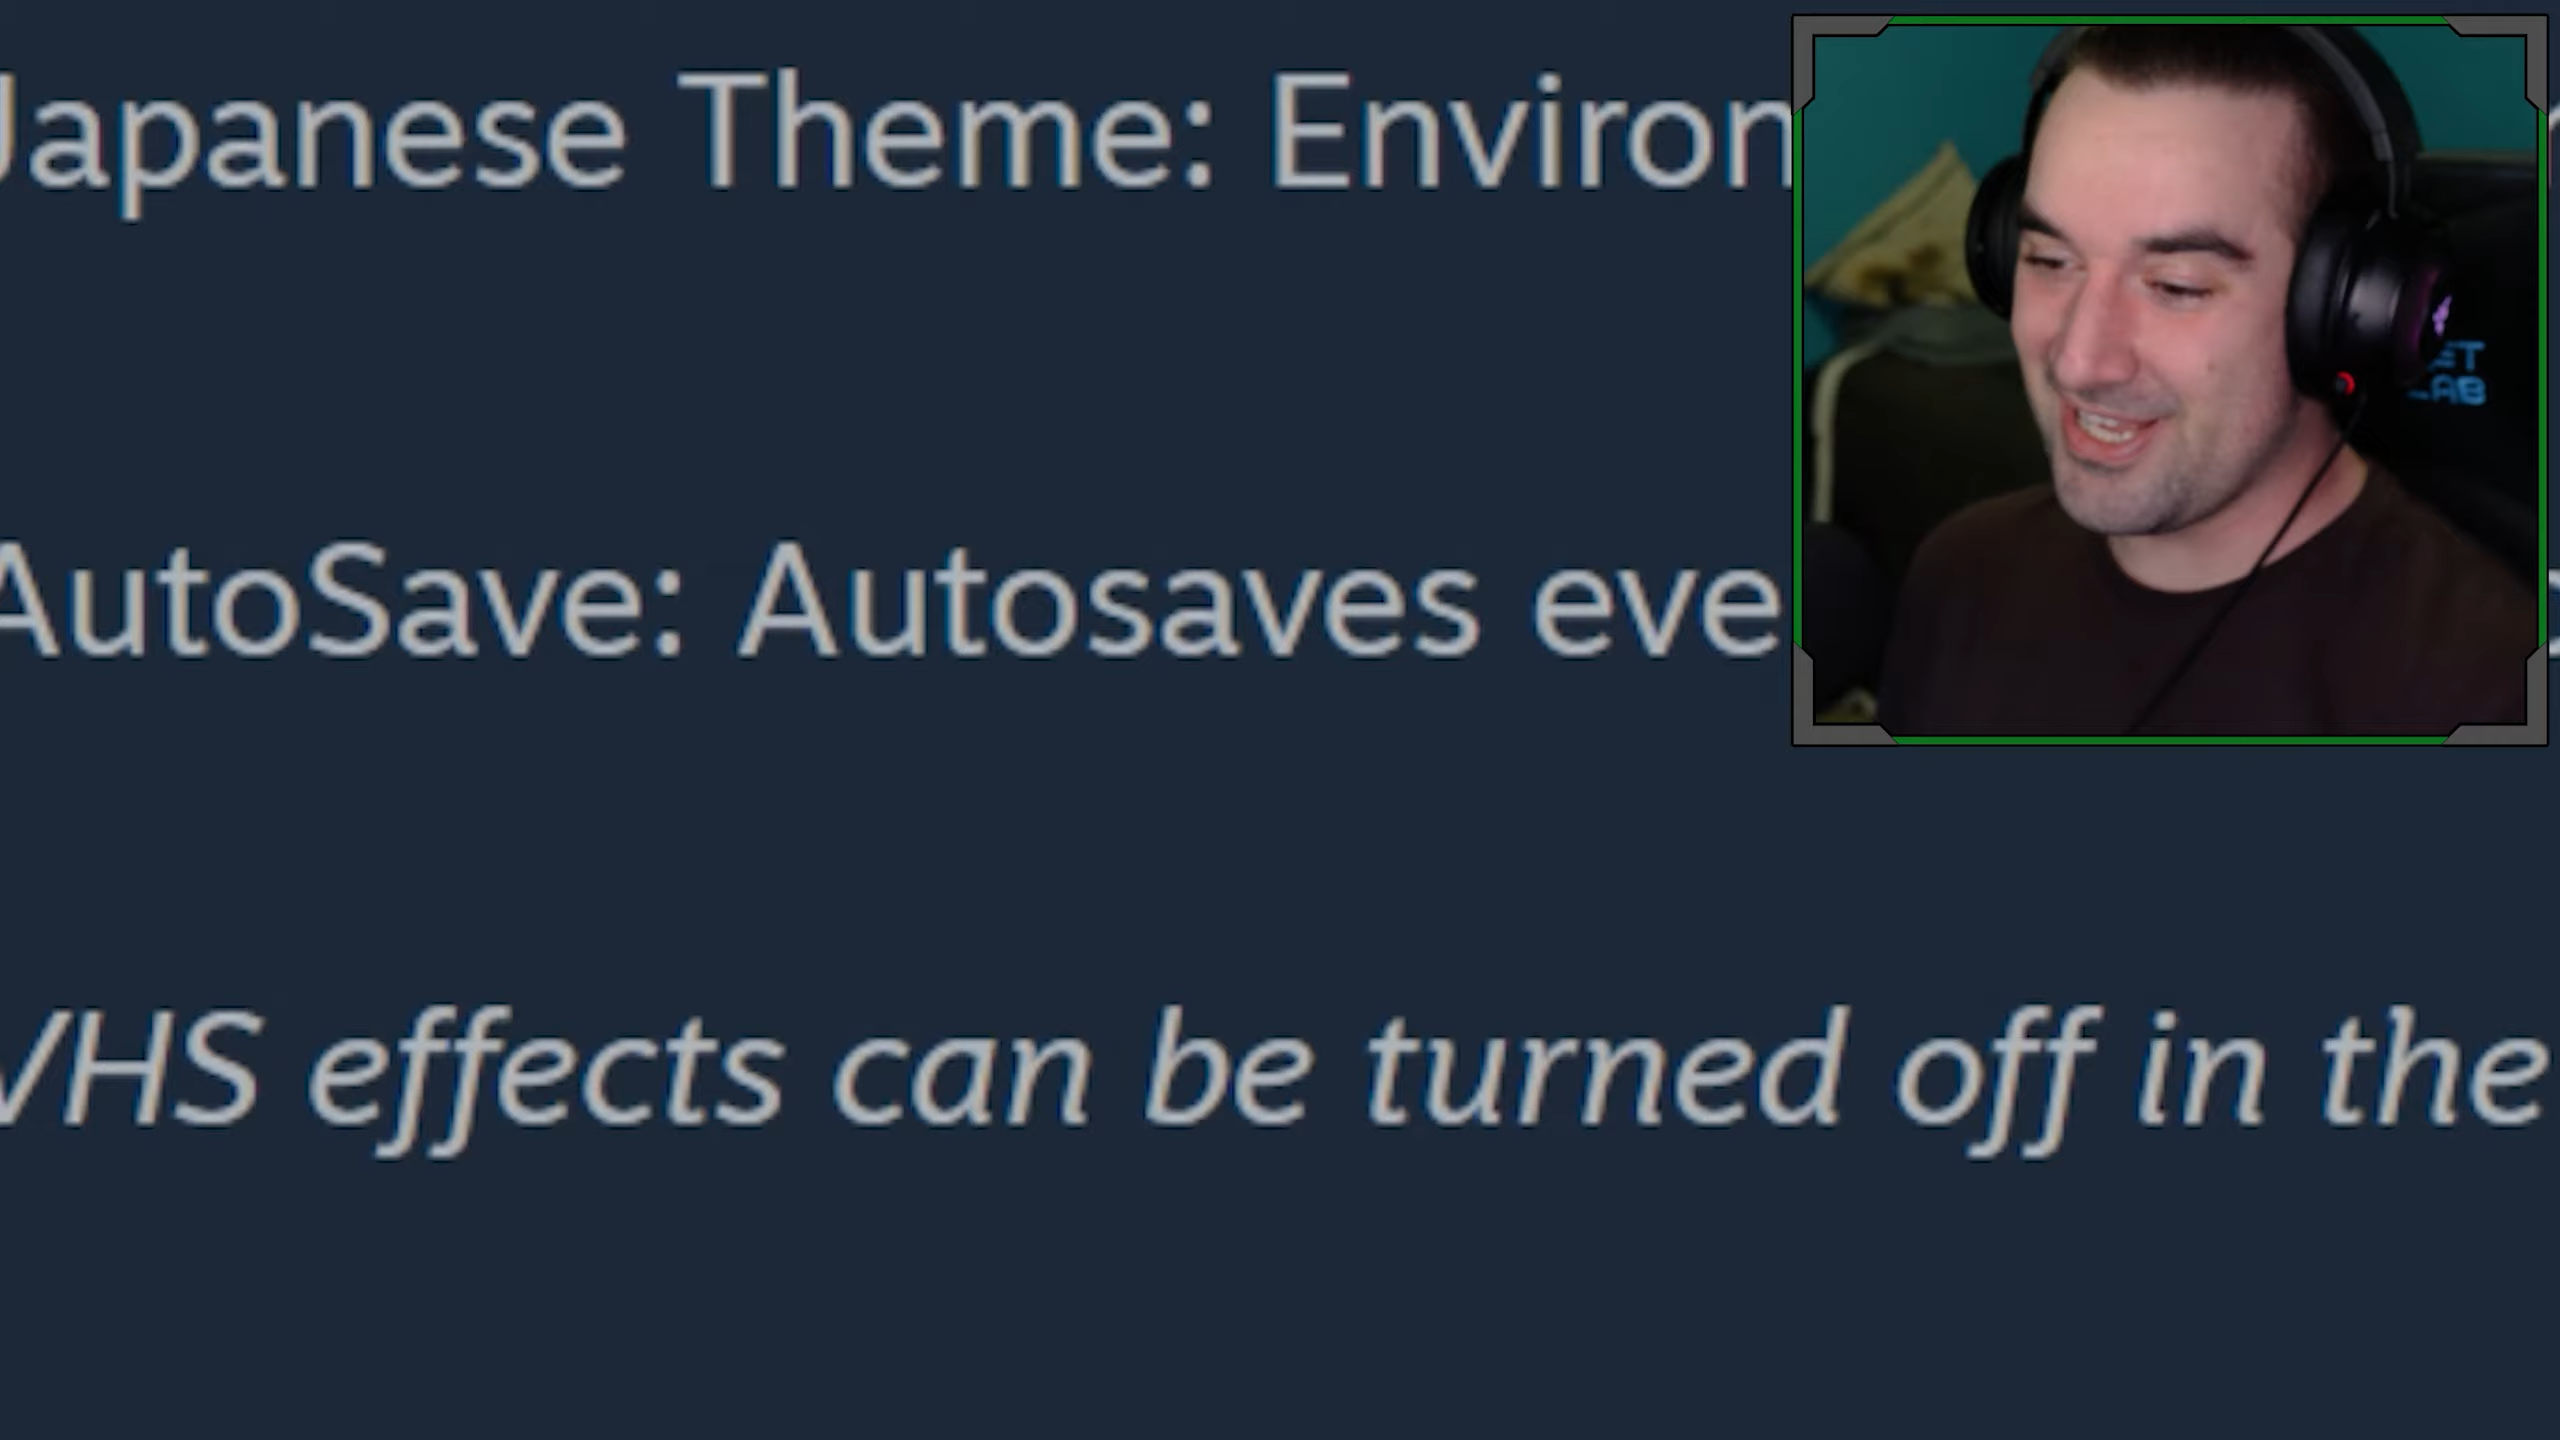 Japanese Theme: Environ
AutoSave: Autosaves eve
VHS effects can be turned off in the